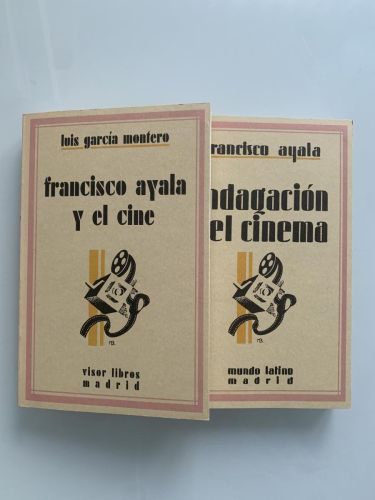 luis garcía montero
francisco ayala
y el cine
visor libros
madrid
francisco ayala
ndagación
el cinema
mundo latino
madrid